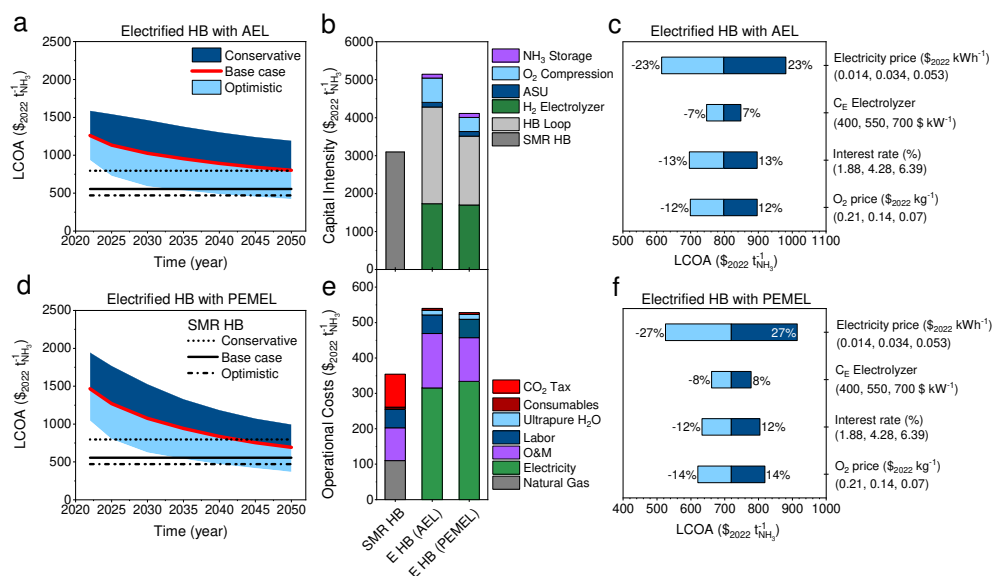 a
Electrified HB with AEL
LCOA ($2022 t-1NH3)
2500
2000
1500
1000
500
0
2020 2025 2030 2035 2040 2045 2050
Time (year)
Conservative
Base case
Optimistic
b
Capital Intensity ($2022 t-1NH3)
6000
5000
4000
3000
2000
1000
0
NH3 Storage
O2 Compression
ASU
H2 Electrolyzer
HB Loop
SMR HB
c
Electrified HB with AEL
-23% 23%
-7% 7%
-13% 13%
-12% 12%
Electricity price ($2022 kWh-1)
(0.014, 0.034, 0.053)
CE Electrolyzer
(400, 550, 700 $ kW-1)
Interest rate (%)
(1.88, 4.28, 6.39)
O2 price ($2022 kg-1)
(0.21, 0.14, 0.07)
500 600 700 800 900 1000 1100
LCOA ($2022 t-1NH3)
d
Electrified HB with PEMEL
LCOA ($2022 t-1NH3)
2500
2000
1500
1000
500
0
2020 2025 2030 2035 2040 2045 2050
Time (year)
SMR HB
Conservative
Base case
Optimistic
e
Operational Costs ($2022 t-1NH3)
600
500
400
300
200
100
0
SMR HB
E HB (AEL)
E HB (PEMEL)
CO2 Tax
Consumables
Ultrapure H2O
Labor
O&M
Electricity
Natural Gas
f
Electrified HB with PEMEL
-27% 27%
-8% 8%
-12% 12%
-14% 14%
Electricity price ($2022 kWh-1)
(0.014, 0.034, 0.053)
CE Electrolyzer
(400, 550, 700 $ kW-1)
Interest rate (%)
(1.88, 4.28, 6.39)
O2 price ($2022 kg-1)
(0.21, 0.14, 0.07)
400 500 600 700 800 900 1000
LCOA ($2022 t-1NH3)